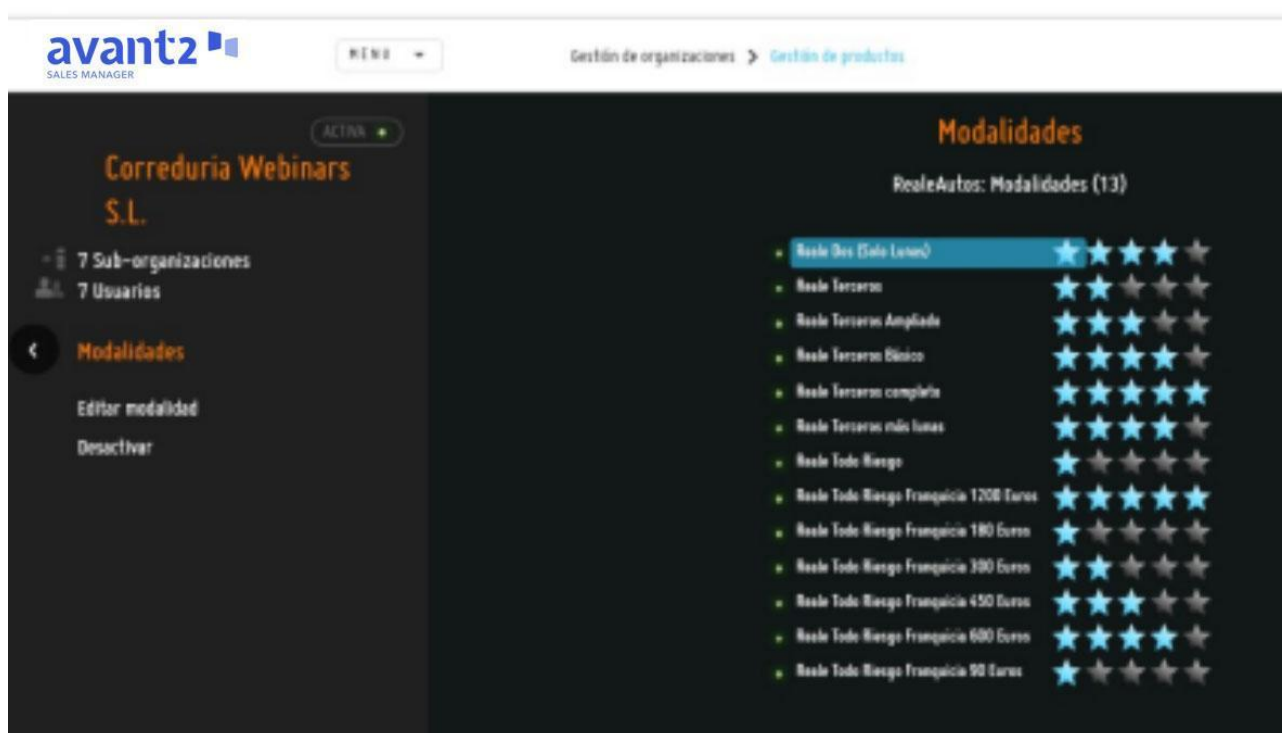 avant2
SALES MANAGER
MENU
Gestión de organizaciones > Gestión de productos
ACTIVA
Correduria Webinars
S.L.
7 Sub-organizaciones
7 Usuarios
Modalidades
Editar modalidad
Desactivar
Modalidades
RealeAutos: Modalidades (13)
Reale Dos (Solo Lunas)
Reale Terceros
Reale Terceros Ampliado
Reale Terceros Básico
Reale Terceros completo
Reale Terceros más lunas
Reale Todo Riesgo
Reale Todo Riesgo Franquicia 1200 Euros
Reale Todo Riesgo Franquicia 180 Euros
Reale Todo Riesgo Franquicia 300 Euros
Reale Todo Riesgo Franquicia 450 Euros
Reale Todo Riesgo Franquicia 600 Euros
Reale Todo Riesgo Franquicia 90 Euros